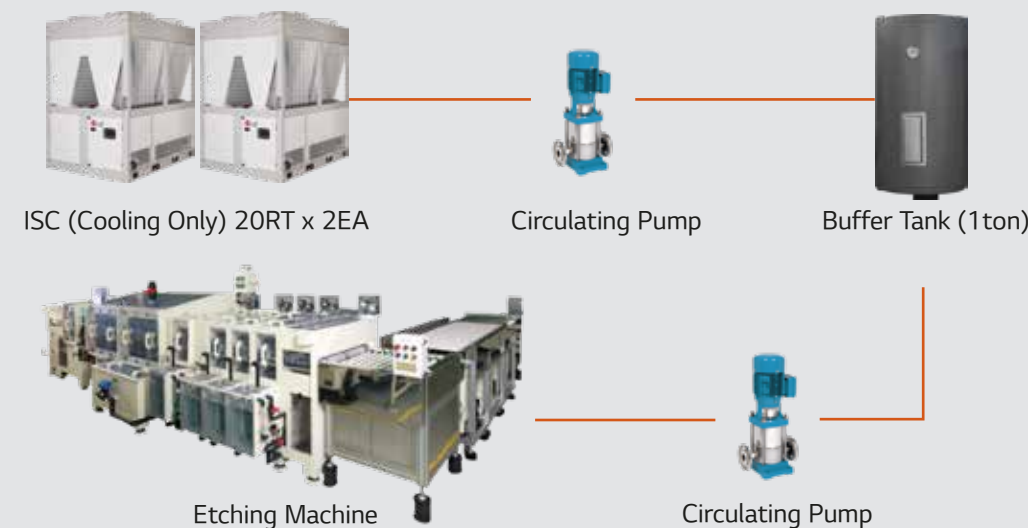 ISC (Cooling Only) 20RT x 2EA
Circulating Pump
Buffer Tank (1ton)
Etching Machine
Circulating Pump